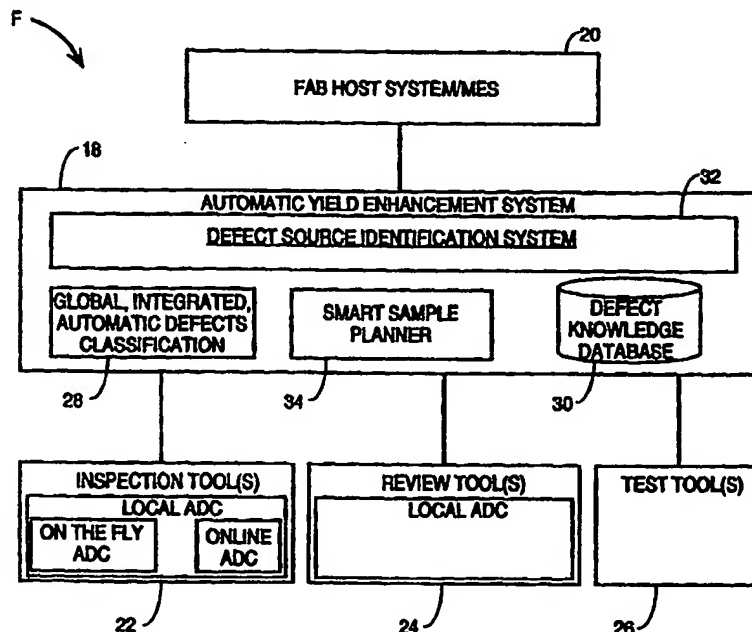 F
20
FAB HOST SYSTEM/MES
18
32
AUTOMATIC YIELD ENHANCEMENT SYSTEM
DEFECT SOURCE IDENTIFICATION SYSTEM
GLOBAL, INTEGRATED,
AUTOMATIC DEFECTS
CLASSIFICATION
SMART SAMPLE
PLANNER
DEFECT
KNOWLEDGE
DATABASE
28
34
30
INSPECTION TOOL(S)
LOCAL ADC
ON THE FLY
ADC
ONLINE
ADC
REVIEW TOOL(S)
LOCAL ADC
TEST TOOL(S)
22
24
26